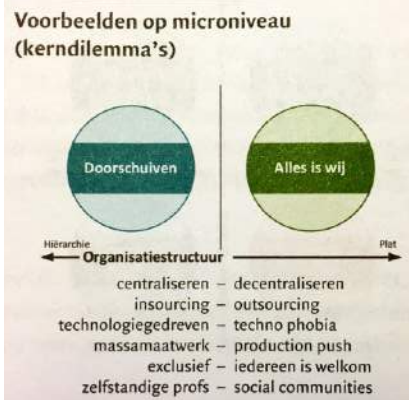 Voorbeelden op microniveau
(kerndilemma's)
Doorschuiven
Alles is wij
Hiërarchie
Plat
Organisatiestructuur
centraliseren – decentraliseren
insourcing – outsourcing
technologiegedreven – techno phobia
massamaatwerk – production push
exclusief – iedereen is welkom
zelfstandige profs – social communities